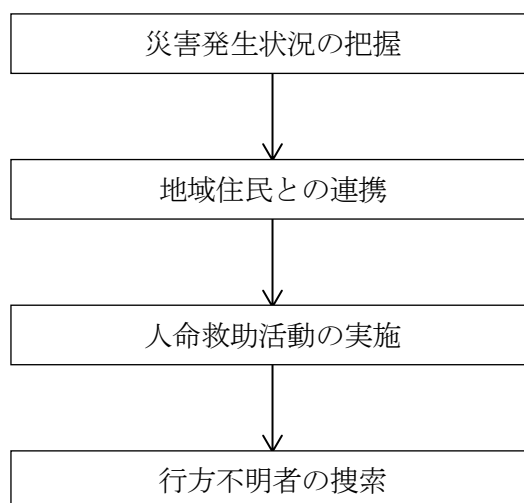 災害発生状況の把握
地域住民との連携
人命救助活動の実施
行方不明者の捜索